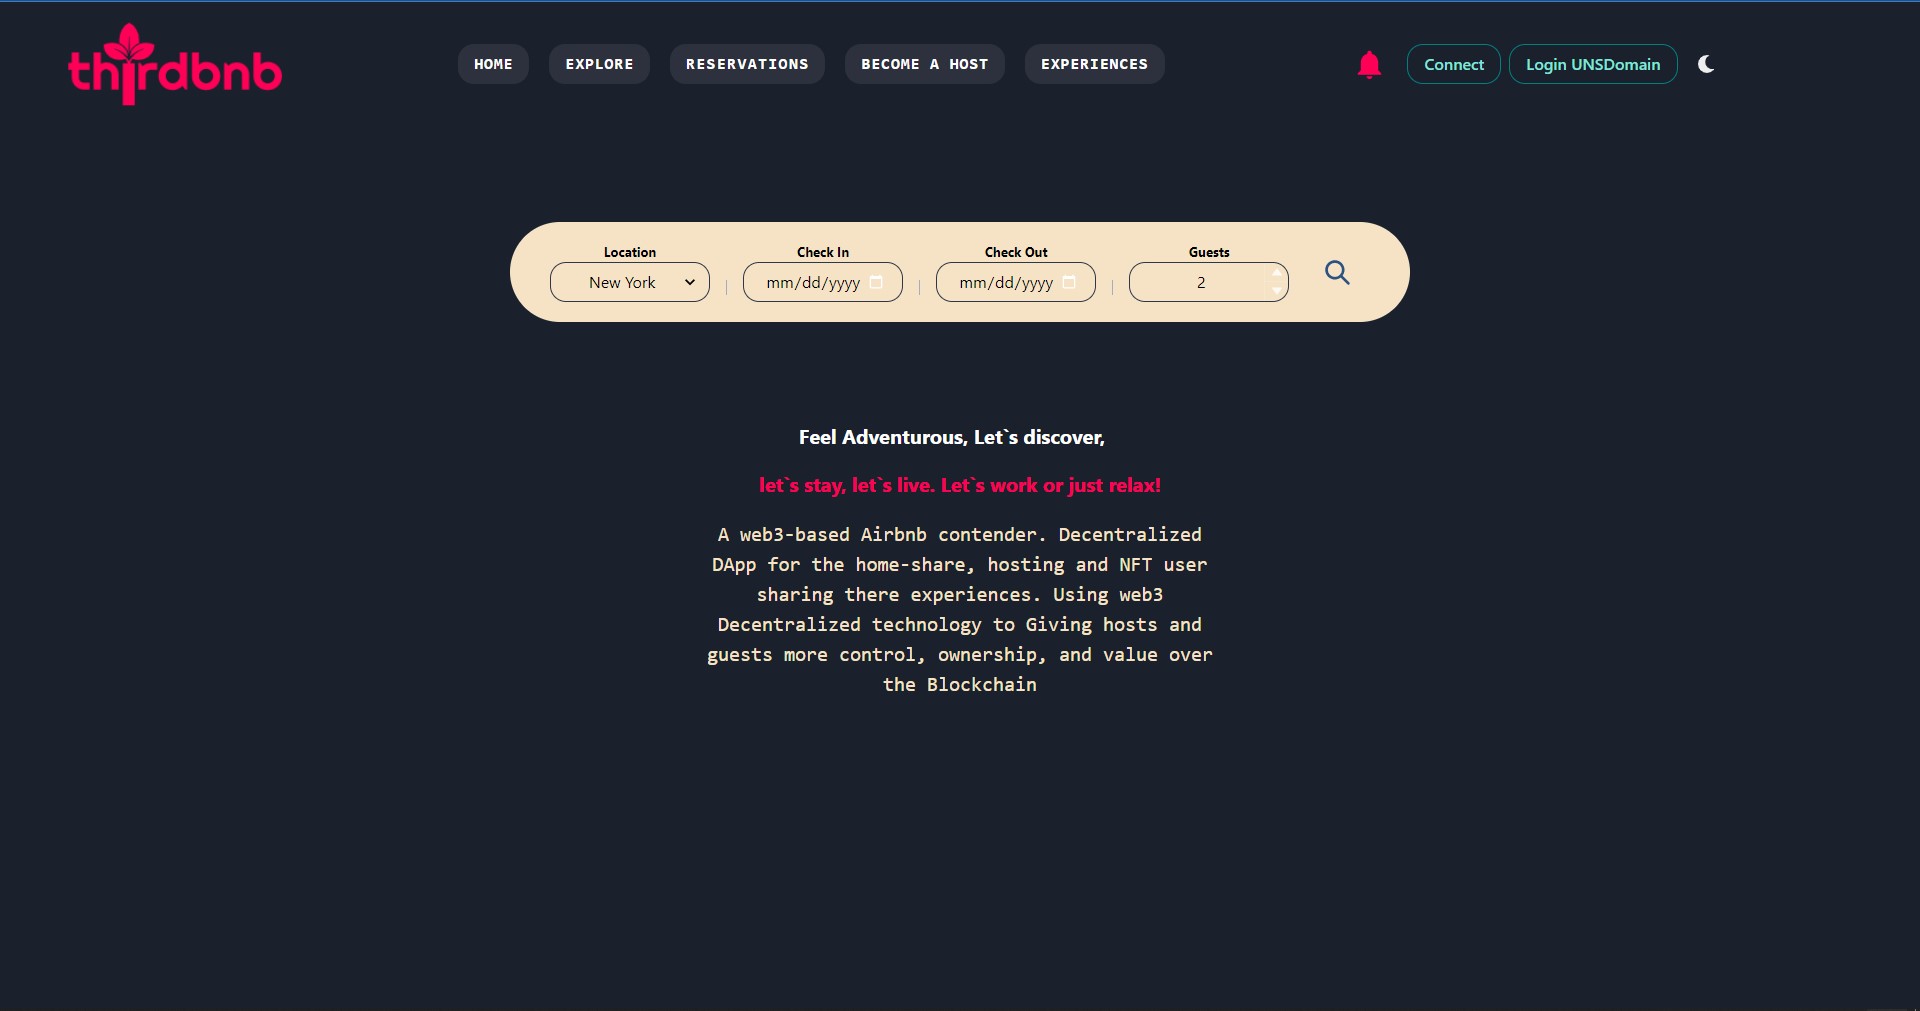 thirdbnb
HOME EXPLORE RESERVATIONS BECOME A HOST EXPERIENCES Connect Login UNSDomain
Location Check In Check Out Guests
New York mm/dd/yyyy mm/dd/yyyy 2
Feel Adventurous, Let`s discover,
let`s stay, let`s live. Let`s work or just relax!
A web3-based Airbnb contender. Decentralized
DApp for the home-share, hosting and NFT user
sharing there experiences. Using web3
Decentralized technology to Giving hosts and
guests more control, ownership, and value over
the Blockchain